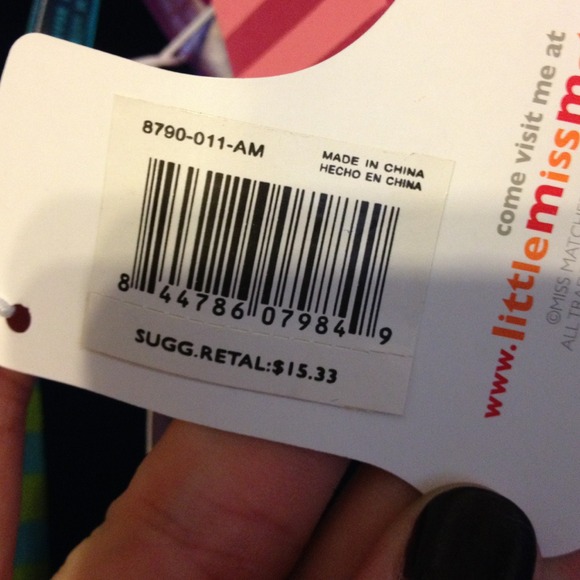 8790-011-AM
MADE IN CHINA
HECHO EN CHINA
8 44786 07984 9
SUGG.RETAL:$15.33
come visit me at
www.littlemissm
©MISS MATCHE
ALL TRA